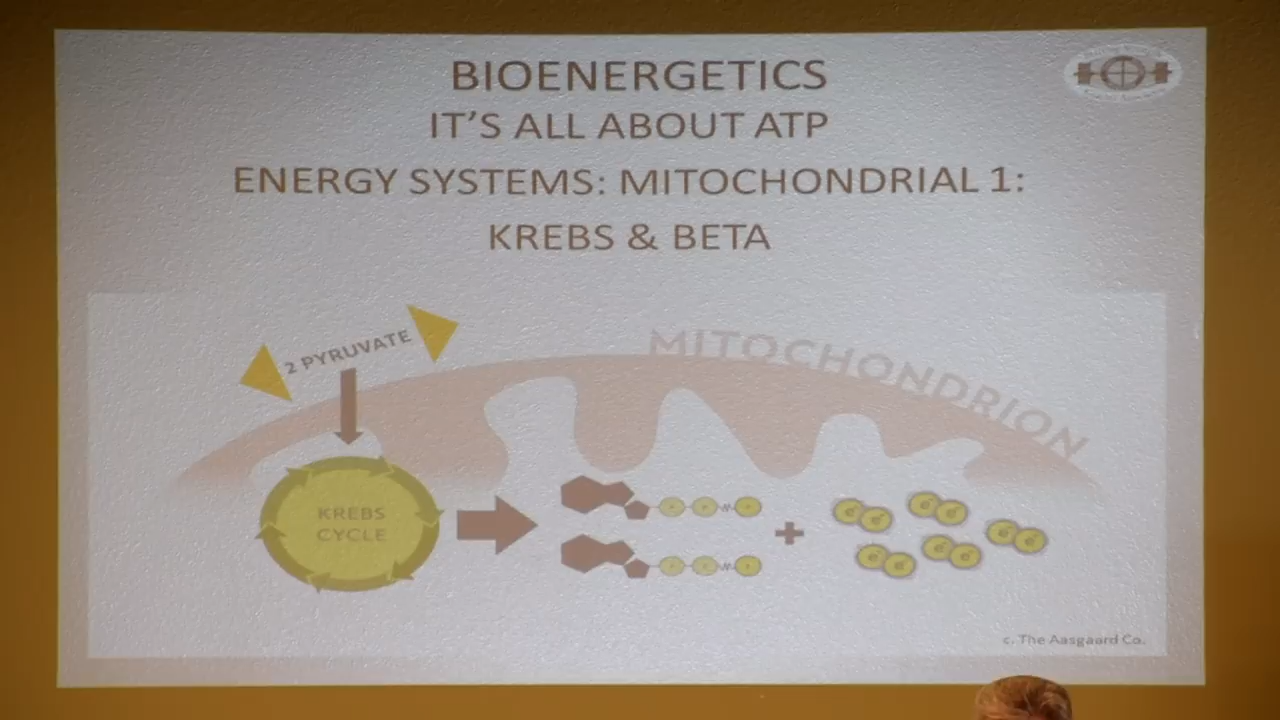 BIOENERGETICS
IT'S ALL ABOUT ATP
ENERGY SYSTEMS: MITOCHONDRIAL 1:
KREBS & BETA
2 PYRUVATE
MITOCHONDRION
KREBS
CYCLE
e⁻ e⁻ e⁻ e⁻ e⁻ e⁻ e⁻ e⁻ e⁻ e⁻
c. The Aasgaard Co.